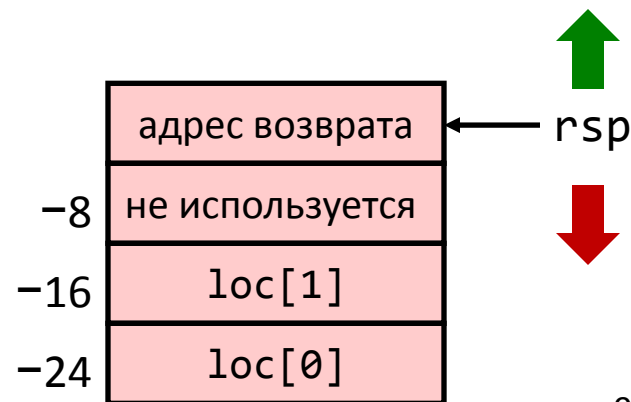 адрес возврата
rsp
−8 не используется
−16 loc[1]
−24 loc[0]